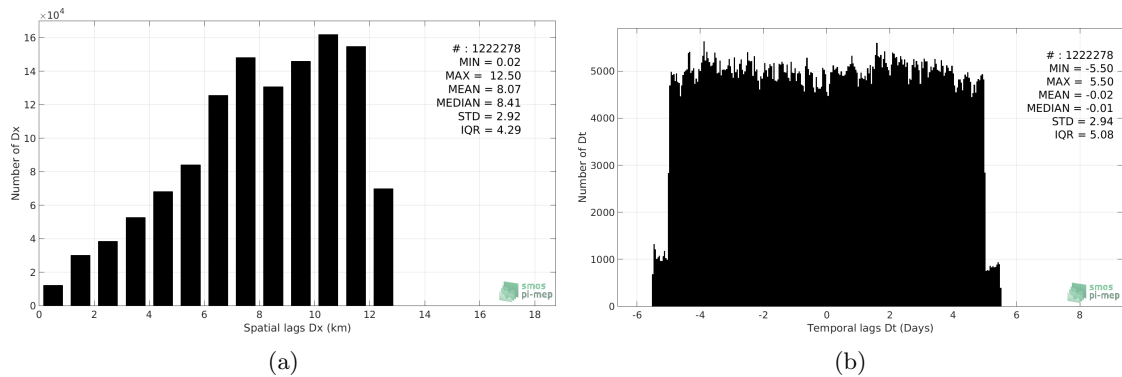 ×10⁴
16
14
12
10
8
6
4
2
0
Number of Dx
# : 1222278
MIN = 0.02
MAX = 12.50
MEAN = 8.07
MEDIAN = 8.41
STD = 2.92
IQR = 4.29
smos
pi-mep
0 2 4 6 8 10 12 14 16 18
Spatial lags Dx (km)
(a)
5000
4000
3000
2000
1000
0
Number of Dt
# : 1222278
MIN = -5.50
MAX = 5.50
MEAN = -0.02
MEDIAN = -0.01
STD = 2.94
IQR = 5.08
smos
pi-mep
-6 -4 -2 0 2 4 6 8
Temporal lags Dt (Days)
(b)